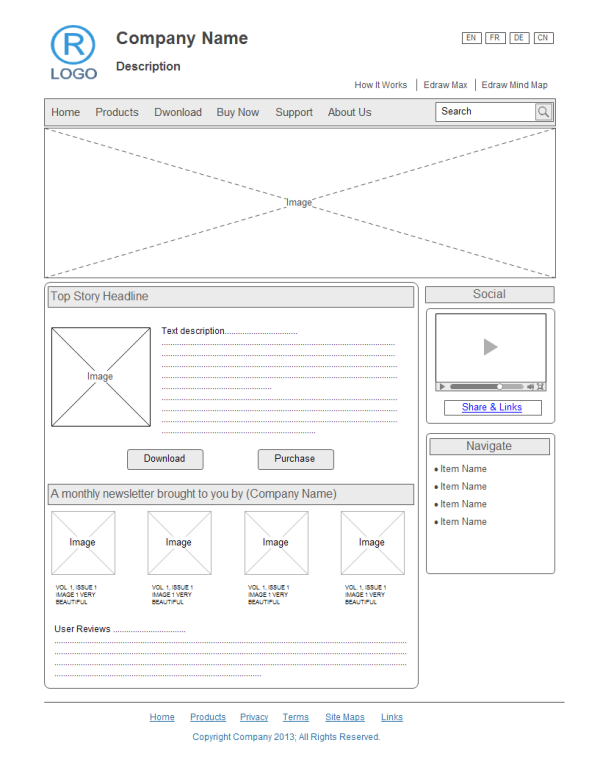 R
LOGO
Company Name
Description
EN FR DE CN
How It Works Edraw Max Edraw Mind Map
Home Products Dwonload Buy Now Support About Us Search
Image
Top Story Headline
Image
Text description..............................
Download Purchase
A monthly newsletter brought to you by (Company Name)
Image Image Image Image
VOL. 1, ISSUE 1 VOL. 1, ISSUE 1 VOL. 1, ISSUE 1 VOL. 1, ISSUE 1
IMAGE 1 VERY IMAGE 1 VERY IMAGE 1 VERY IMAGE 1 VERY
BEAUTIFUL BEAUTIFUL BEAUTIFUL BEAUTIFUL
User Reviews ..............................
Social
Share & Links
Navigate
• Item Name
• Item Name
• Item Name
• Item Name
Home Products Privacy Terms Site Maps Links
Copyright Company 2013; All Rights Reserved.